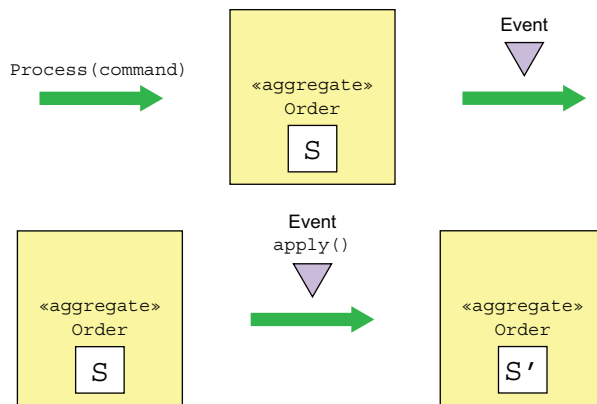 Process(command)
«aggregate»
Order
S
Event
«aggregate»
Order
S
Event
apply()
«aggregate»
Order
S'